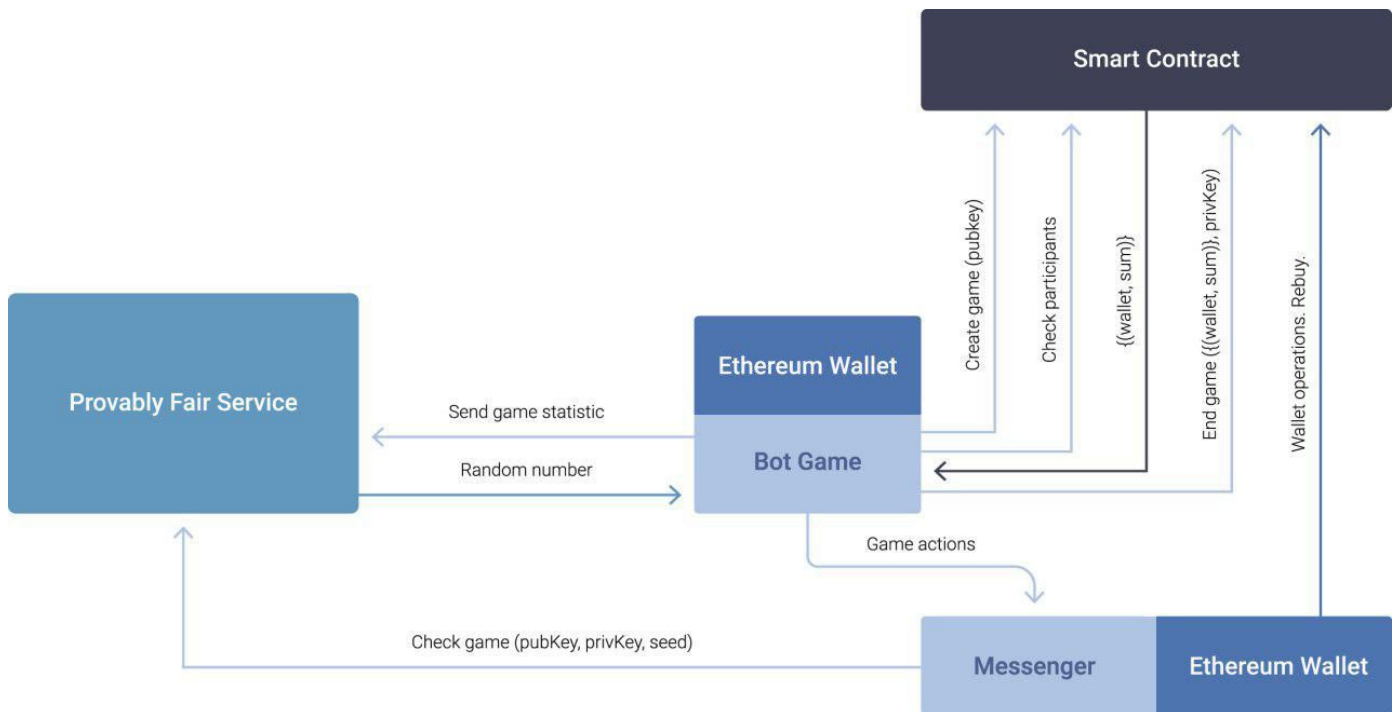 Smart Contract
Create game (pubkey)
Check participants
{(wallet, sum)}
End game ({(wallet, sum)}, privKey)
Wallet operations. Rebuy.
Provably Fair Service
Ethereum Wallet
Send game statistic
Bot Game
Random number
Game actions
Check game (pubKey, privKey, seed)
Messenger
Ethereum Wallet